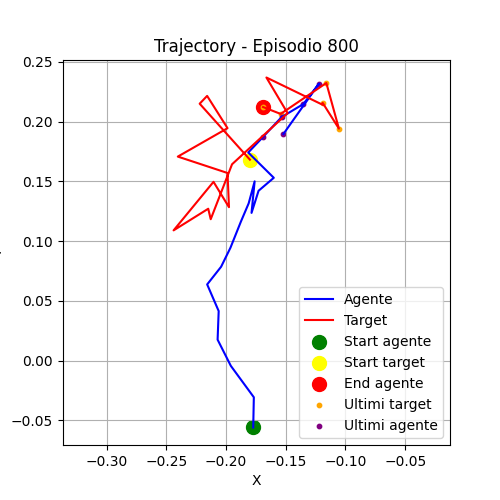 Trajectory - Episodio 800
0.25
0.20
0.15
0.10
0.05
0.00
−0.05
−0.30
−0.25
−0.20
−0.15
−0.10
−0.05
X
Agente
Target
Start agente
Start target
End agente
Ultimi target
Ultimi agente